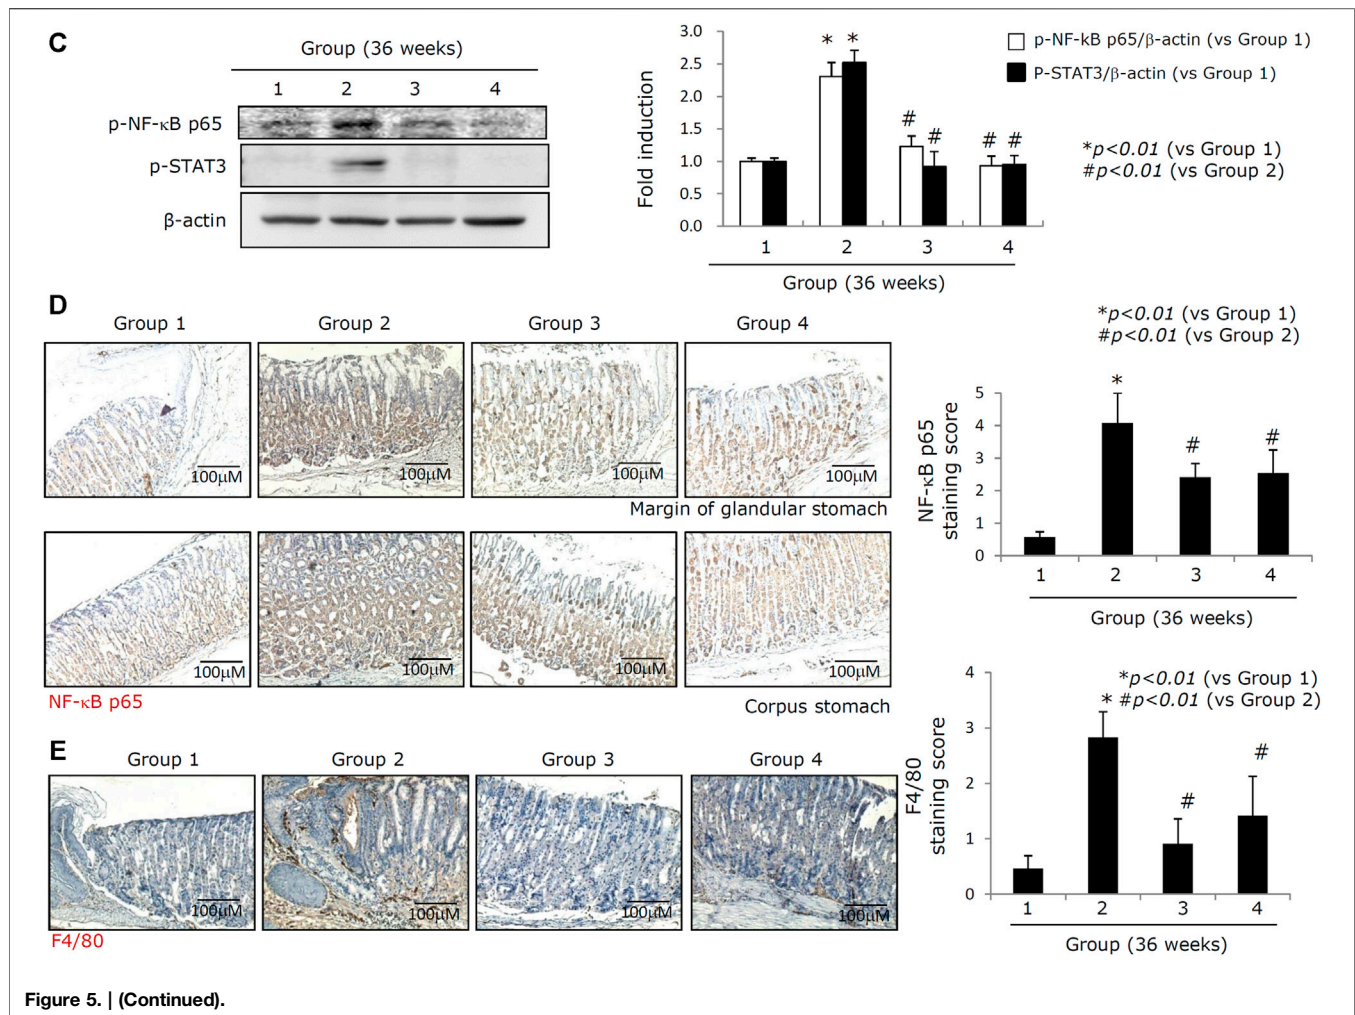 C
Group (36 weeks)
1 2 3 4
p-NF-κB p65
p-STAT3
β-actin
Fold induction
3.0
2.5
2.0
1.5
1.0
0.5
0.0
* *
# # # #
1 2 3 4
Group (36 weeks)
p-NF-kB p65/β-actin (vs Group 1)
P-STAT3/β-actin (vs Group 1)
*p<0.01 (vs Group 1)
#p<0.01 (vs Group 2)
D
Group 1 Group 2 Group 3 Group 4
100μM 100μM 100μM 100μM
Margin of glandular stomach
100μM 100μM 100μM 100μM
NF-κB p65
Corpus stomach
*p<0.01 (vs Group 1)
#p<0.01 (vs Group 2)
NF-κB p65
staining score
5
4
3
2
1
0
* # #
1 2 3 4
Group (36 weeks)
E
Group 1 Group 2 Group 3 Group 4
100μM 100μM 100μM 100μM
F4/80
*p<0.01 (vs Group 1)
#p<0.01 (vs Group 2)
F4/80
staining score
4
3
2
1
0
* # #
1 2 3 4
Group (36 weeks)
Figure 5. | (Continued).